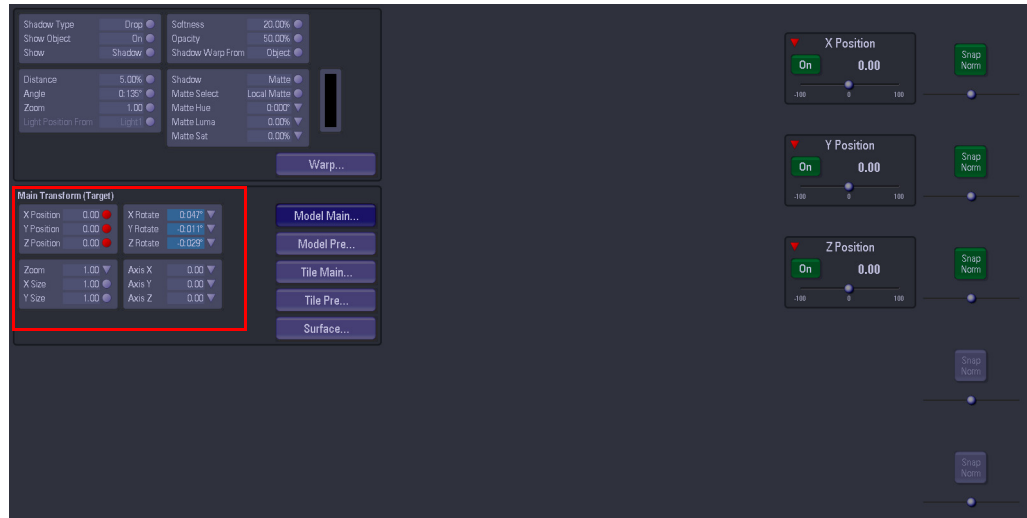 Shadow Type Drop Softness 20.00%
Show Object On Opacity 50.00%
Show Shadow Shadow Warp From Object
Distance 5.00% Shadow Matte
Angle 0:135° Matte Select Local Matte
Zoom 1.00 Matte Hue 0:000°
Light Position From Light1 Matte Luma 0.00%
Matte Sat 0.00%
Warp...
Main Transform (Target)
X Position 0.00 X Rotate 0:047°
Y Position 0.00 Y Rotate -0:011°
Z Position 0.00 Z Rotate -0:029°
Zoom 1.00 Axis X 0.00
X Size 1.00 Axis Y 0.00
Y Size 1.00 Axis Z 0.00
Model Main...
Model Pre...
Tile Main...
Tile Pre...
Surface...
X Position
On 0.00
-100 0 100
Snap
Norm
Y Position
On 0.00
-100 0 100
Snap
Norm
Z Position
On 0.00
-100 0 100
Snap
Norm
Snap
Norm
Snap
Norm